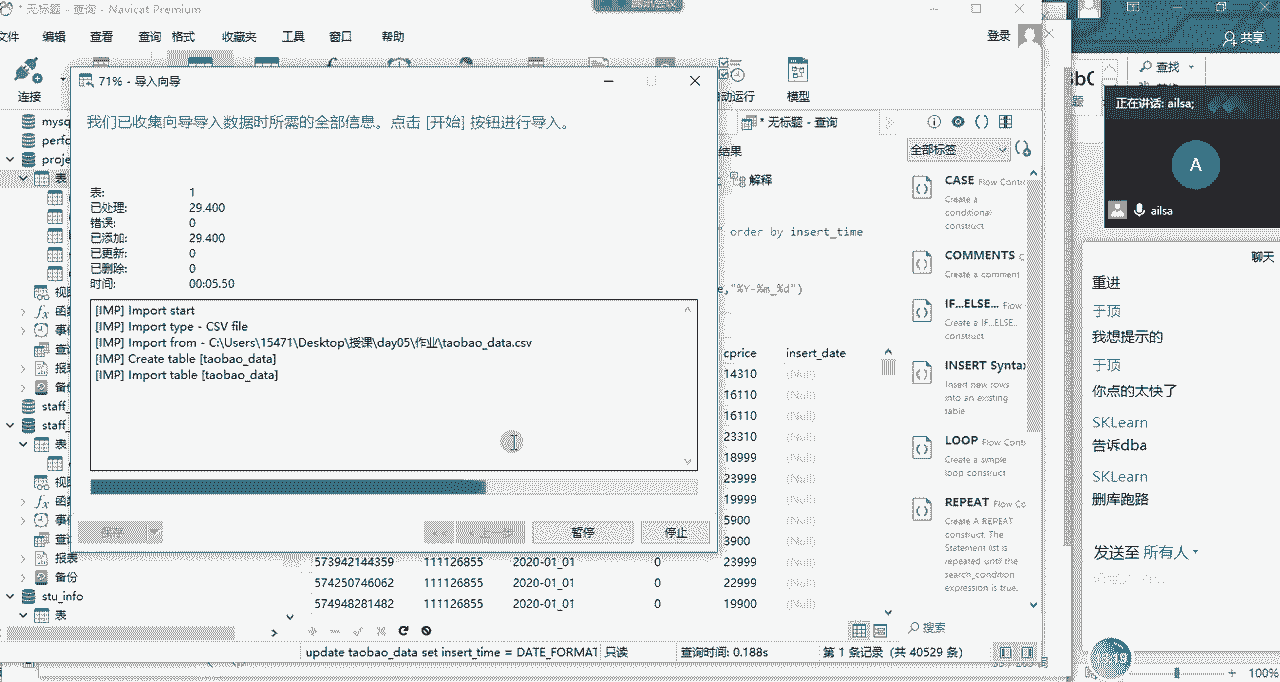 * 无标题 - 查询 - Navicat Premium
文件 编辑 查看 查询 格式 收藏夹 工具 窗口 帮助
登录
共享
连接
自动运行
模型
查找
71% - 导入向导
我们已收集向导导入数据时所需的全部信息。点击 [开始] 按钮进行导入。
表: 1
已处理: 29.400
错误: 0
已添加: 29.400
已更新: 0
已删除: 0
时间: 00:05.50
[IMP] Import start
[IMP] Import type - CSV file
[IMP] Import from - C:\Users\15471\Desktop\授课\day05\作业\taobao_data.csv
[IMP] Create table [taobao_data]
[IMP] Import table [taobao_data]
暂停
停止
mysq
perfo
proje
表
视
事
查
报
备份
staff_
staff_
表
视
事
查
报表
备份
stu_info
表
* 无标题 - 查询
结果
解释
order by insert_time
e,"%Y-%m_%d")
cprice insert_date
14310 (Null)
16110 (Null)
16110 (Null)
23310 (Null)
18999 (Null)
23999 (Null)
19999 (Null)
5900 (Null)
3900 (Null)
573942144359 111126855 2020-01_01 0 23999 (Null)
574250746062 111126855 2020-01_01 0 22999 (Null)
574948281482 111126855 2020-01_01 0 19900 (Null)
update taobao_data set insert_time = DATE_FORMAT 只读 查询时间: 0.188s 第 1 条记录 (共 40529 条)
全部标签
CASE Flow Contr
Create a
conditional
construct
COMMENTS
Create a comment
IF...ELSE... Flow
Create a IF...ELSE...
construct
INSERT Syntax
Insert new rows
into an existing
table
LOOP Flow Cont
Create a simple
loop construct
REPEAT Flow Co
Create A REPEAT
construct. The
Statement list is
repeated until the
search_condition
expression is true.
搜索
正在讲话: ailsa;
A
ailsa
聊天
重进
于顶
我想提示的
于顶
你点的太快了
SKLearn
告诉dba
SKLearn
删库跑路
发送至 所有人
100%